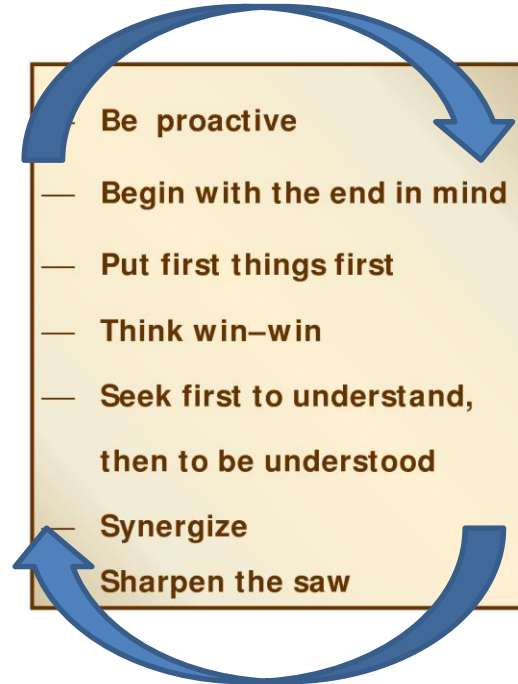 — Be proactive
— Begin with the end in mind
— Put first things first
— Think win–win
— Seek first to understand,
then to be understood
— Synergize
Sharpen the saw